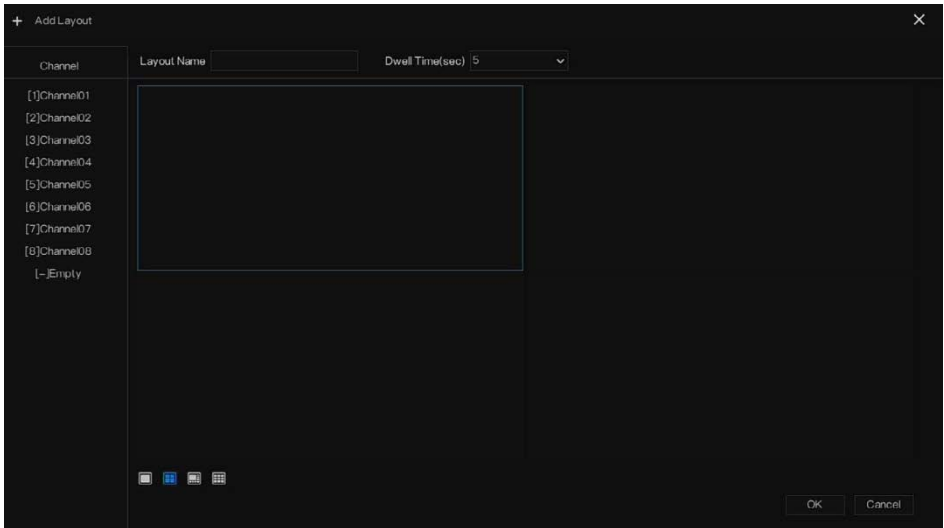 + Add Layout
Channel
Layout Name
Dwell Time(sec) 5
[1]Channel01
[2]Channel02
[3]Channel03
[4]Channel04
[5]Channel05
[6]Channel06
[7]Channel07
[8]Channel08
[-]Empty
OK
Cancel